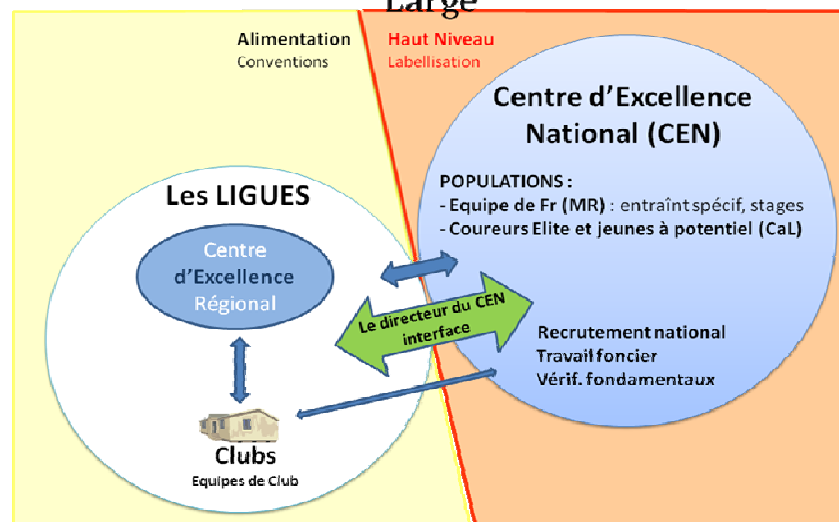 Large
Alimentation
Conventions
Haut Niveau
Labellisation
Centre d'Excellence
National (CEN)
POPULATIONS :
- Equipe de Fr (MR) : entraînt spécif, stages
- Coureurs Elite et jeunes à potentiel (CaL)
Les LIGUES
Centre
d'Excellence
Régional
Le directeur du CEN
interface
Recrutement national
Travail foncier
Vérif. fondamentaux
Clubs
Equipes de Club